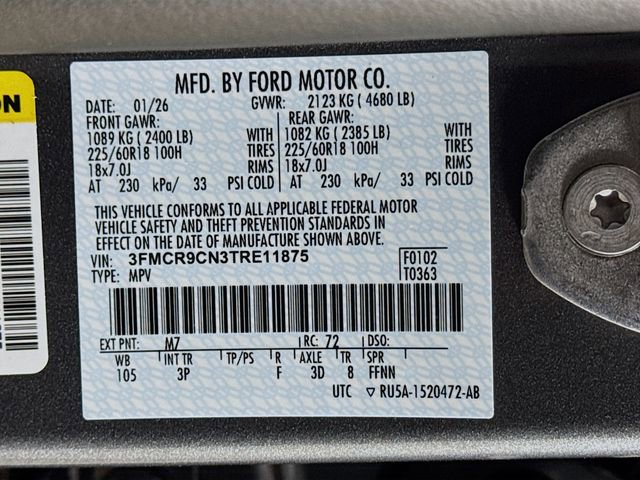 MFD. BY FORD MOTOR CO.
DATE: 01/26 GVWR: 2123 KG ( 4680 LB)
FRONT GAWR: REAR GAWR:
1089 KG ( 2400 LB) WITH 1082 KG ( 2385 LB) WITH
225/60R18 100H TIRES 225/60R18 100H TIRES
18x7.0J RIMS 18x7.0J RIMS
AT 230 kPa/ 33 PSI COLD AT 230 kPa/ 33 PSI COLD
THIS VEHICLE CONFORMS TO ALL APPLICABLE FEDERAL MOTOR
VEHICLE SAFETY AND THEFT PREVENTION STANDARDS IN
EFFECT ON THE DATE OF MANUFACTURE SHOWN ABOVE.
VIN: 3FMCR9CN3TRE11875 F0102
TYPE: MPV T0363
EXT PNT: M7 RC: 72 DSO:
WB INT TR TP/PS R AXLE TR SPR
105 3P F 3D 8 FFNN
UTC ▽ RU5A-1520472-AB